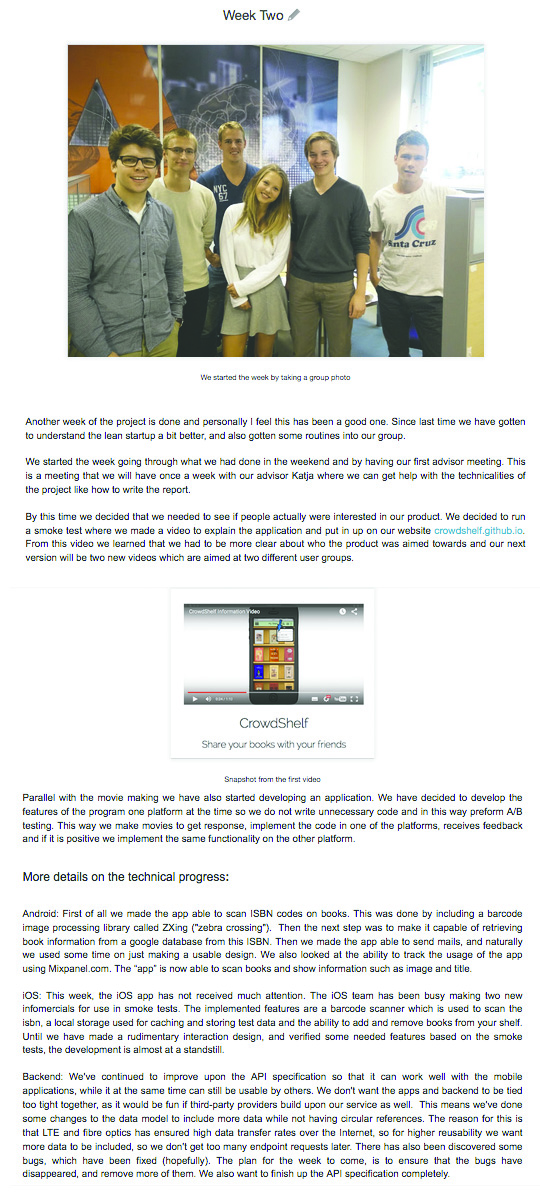 Week Two
NYC
67
anta Cruz
We started the week by taking a group photo
Another week of the project is done and personally I feel this has been a good one. Since last time we have gotten
to understand the lean startup a bit better, and also gotten some routines into our group.
We started the week going through what we had done in the weekend and by having our first advisor meeting. This
is a meeting that we will have once a week with our advisor Katja where we can get help with the technicalities of
the project like how to write the report.
By this time we decided that we needed to see if people actually were interested in our product. We decided to run
a smoke test where we made a video to explain the application and put in up on our website crowdshelf.github.io.
From this video we learned that we had to be more clear about who the product was aimed towards and our next
version will be two new videos which are aimed at two different user groups.
CrowdShelf Information Video
CrowdShelf
Share your books with your friends
Snapshot from the first video
Parallel with the movie making we have also started developing an application. We have decided to develop the
features of the program one platform at the time so we do not write unnecessary code and in this way preform A/B
testing. This way we make movies to get response, implement the code in one of the platforms, receives feedback
and if it is positive we implement the same functionality on the other platform.
More details on the technical progress:
Android: First of all we made the app able to scan ISBN codes on books. This was done by including a barcode
image processing library called ZXing ("zebra crossing"). Then the next step was to make it capable of retrieving
book information from a google database from this ISBN. Then we made the app able to send mails, and naturally
we used some time on just making a usable design. We also looked at the ability to track the usage of the app
using Mixpanel.com. The "app" is now able to scan books and show information such as image and title.
iOS: This week, the iOS app has not received much attention. The iOS team has been busy making two new
infomercials for use in smoke tests. The implemented features are a barcode scanner which is used to scan the
isbn, a local storage used for caching and storing test data and the ability to add and remove books from your shelf.
Until we have made a rudimentary interaction design, and verified some needed features based on the smoke
tests, the development is almost at a standstill.
Backend: We've continued to improve upon the API specification so that it can work well with the mobile
applications, while it at the same time can still be usable by others. We don't want the apps and backend to be tied
too tight together, as it would be fun if third-party providers build upon our service as well. This means we've done
some changes to the data model to include more data while not having circular references. The reason for this is
that LTE and fibre optics has ensured high data transfer rates over the Internet, so for higher reusability we want
more data to be included, so we don't get too many endpoint requests later. There has also been discovered some
bugs, which have been fixed (hopefully). The plan for the week to come, is to ensure that the bugs have
disappeared, and remove more of them. We also want to finish up the API specification completely.